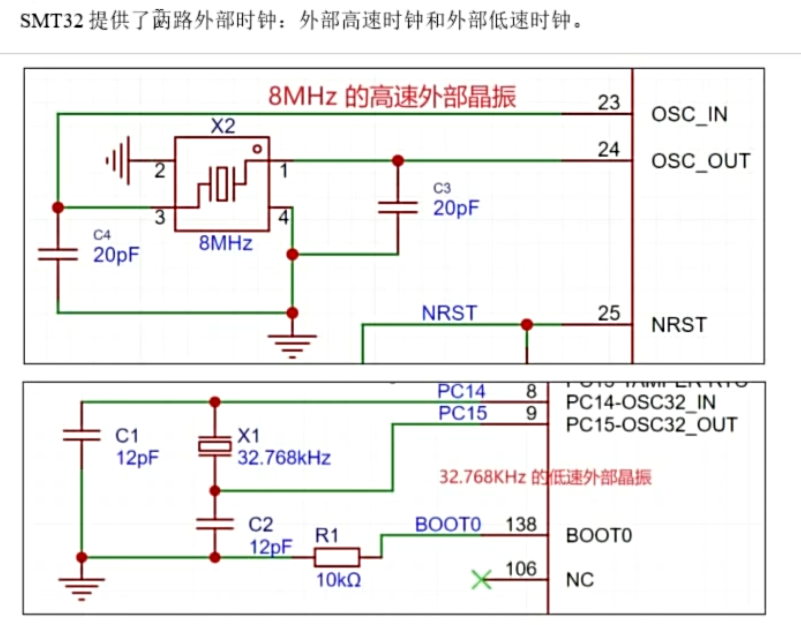 SMT32 提供了两路外部时钟：外部高速时钟和外部低速时钟。
8MHz 的高速外部晶振
23
OSC_IN
X2
24
OSC_OUT
2
1
3
4
C3
20pF
C4
20pF
8MHz
NRST
25
NRST
PC14
8
PC14-OSC32_IN
PC15
9
PC15-OSC32_OUT
C1
12pF
X1
32.768kHz
32.768KHz 的低速外部晶振
C2
12pF
R1
10kΩ
BOOT0
138
BOOT0
106
NC